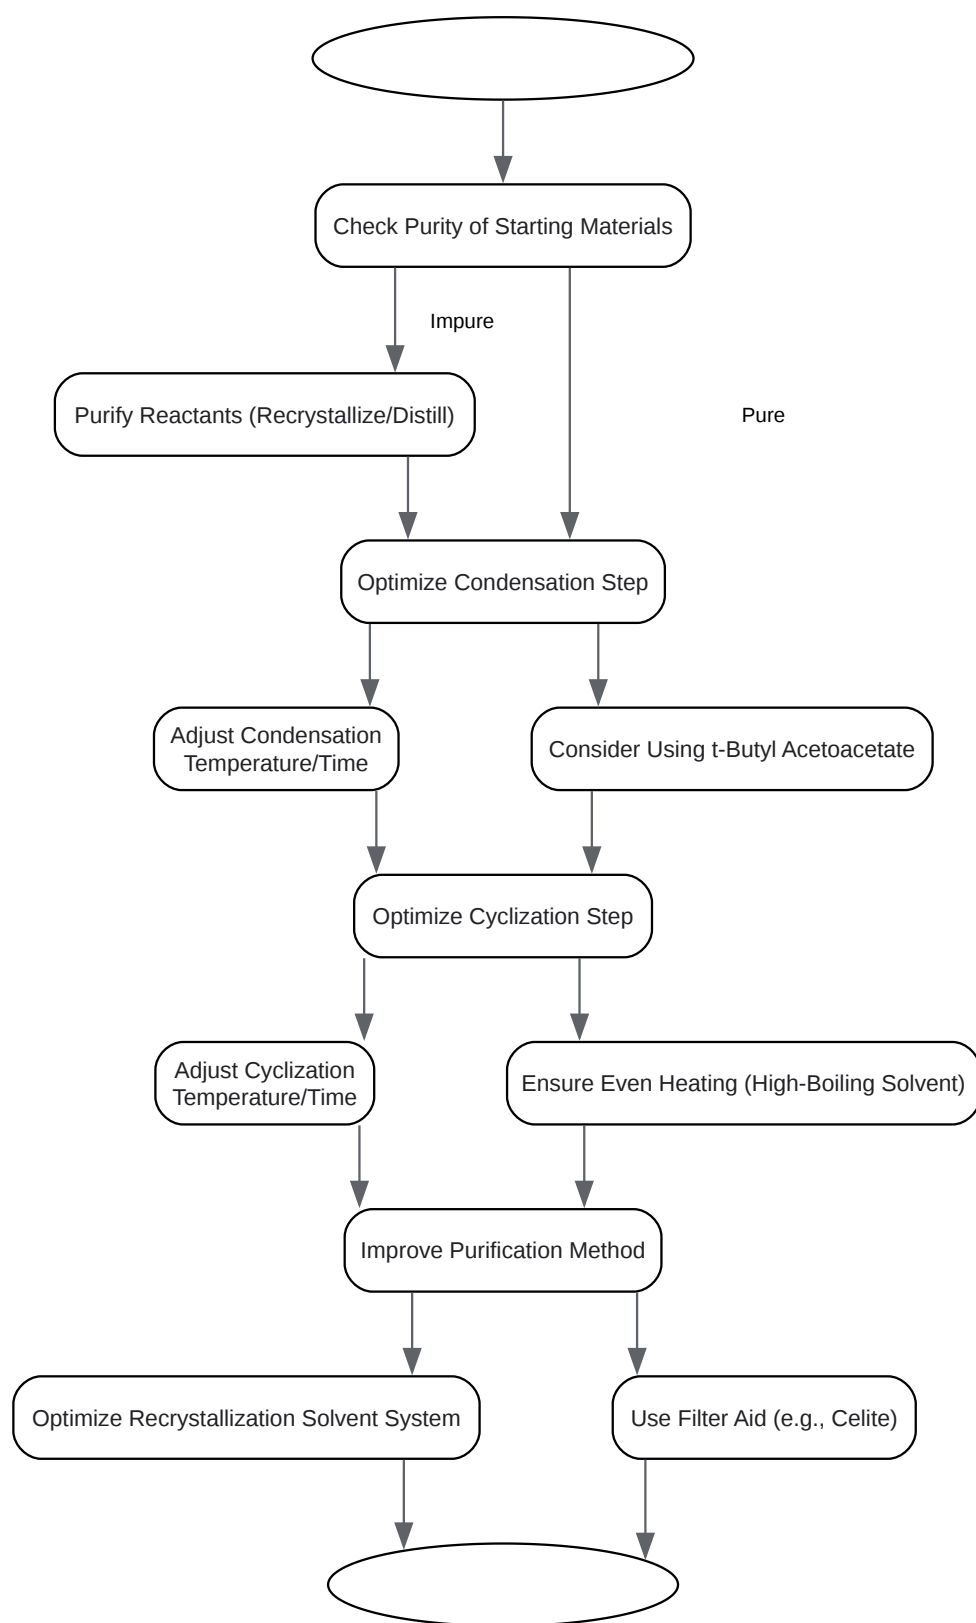 Check Purity of Starting Materials
Impure
Purify Reactants (Recrystallize/Distill)
Pure
Optimize Condensation Step
Adjust Condensation
Temperature/Time
Consider Using t-Butyl Acetoacetate
Optimize Cyclization Step
Adjust Cyclization
Temperature/Time
Ensure Even Heating (High-Boiling Solvent)
Improve Purification Method
Optimize Recrystallization Solvent System
Use Filter Aid (e.g., Celite)